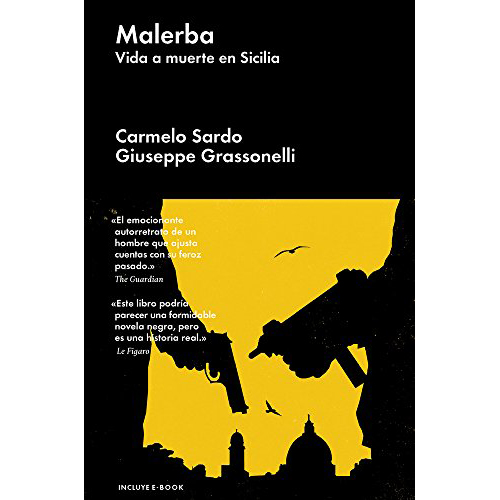 Malerba
Vida a muerte en Sicilia
Carmelo Sardo
Giuseppe Grassonelli
«El emocionante
autorretrato de un
hombre que ajusta
cuentas con su feroz
pasado.»
The Guardian
«Este libro podría
parecer una formidable
novela negra, pero
es una historia real.»
Le Figaro
INCLUYE E-BOOK